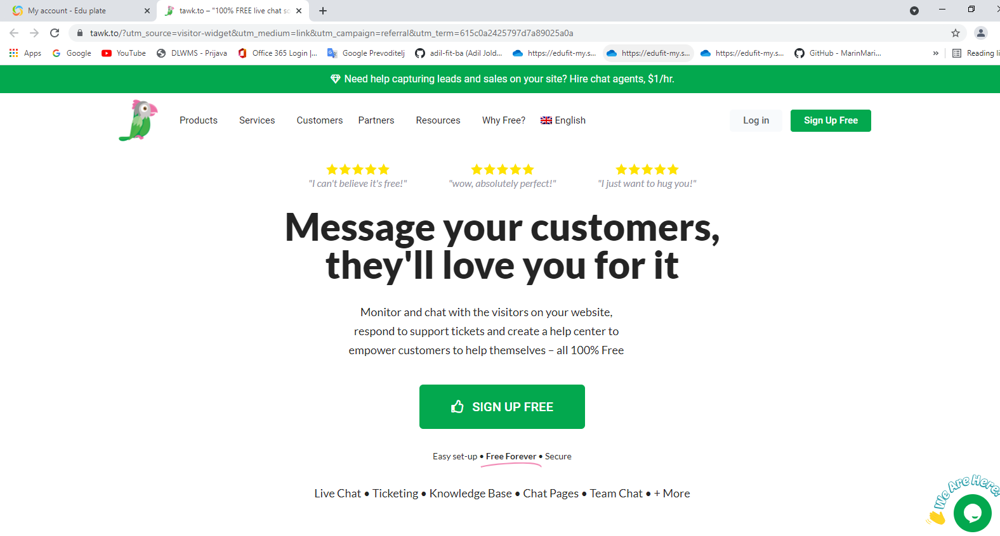 My account - Edu plate
tawk.to – "100% FREE live chat sc
tawk.to/?utm_source=visitor-widget&utm_medium=link&utm_campaign=referral&utm_term=615c0a2425797d7a89025a0a
Apps Google YouTube DLWMS - Prijava Office 365 Login |... Google Prevoditelj adil-fit-ba (Adil Jold... https://edufit-my.s... https://edufit-my.s... https://edufit-my.s... GitHub - MarinMari... » Reading li
Need help capturing leads and sales on your site? Hire chat agents, $1/hr.
Products Services Customers Partners Resources Why Free? English Log in Sign Up Free
"I can't believe it's free!" "wow, absolutely perfect!" "I just want to hug you!"
Message your customers,
they'll love you for it
Monitor and chat with the visitors on your website,
respond to support tickets and create a help center to
empower customers to help themselves – all 100% Free
SIGN UP FREE
Easy set-up • Free Forever • Secure
Live Chat • Ticketing • Knowledge Base • Chat Pages • Team Chat • + More
We Are Here!